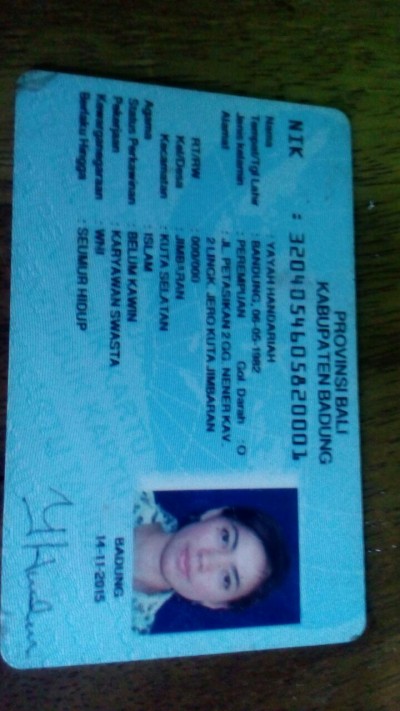 PROVINSI BALI
KABUPATEN BADUNG
NIK : 3204054605820001
Nama : YAYAH HANDARIAH
Tempat/Tgl Lahir : BANDUNG, 06-05-1982
Jenis kelamin : PEREMPUAN Gol. Darah : O
Alamat : JL. PETASIKAN 2 GG. NENER KAV.
2 LINGK. JERO KUTA JIMBARAN
RT/RW : 000/000
Kel/Desa : JIMBARAN
Kecamatan : KUTA SELATAN
Agama : ISLAM
Status Perkawinan : BELUM KAWIN
Pekerjaan : KARYAWAN SWASTA
Kewarganegaraan : WNI
Berlaku Hingga : SEUMUR HIDUP
BADUNG
14-11-2015